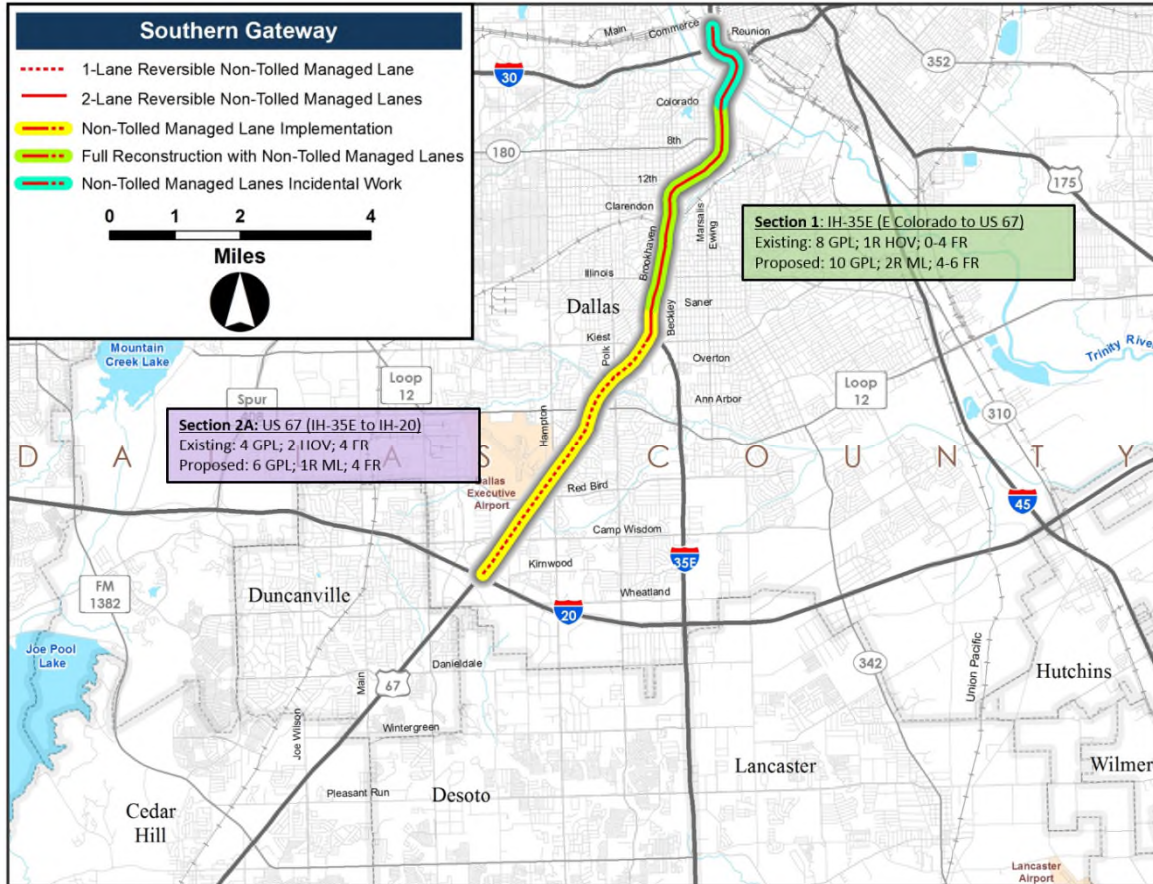 Southern Gateway
1-Lane Reversible Non-Tolled Managed Lane
2-Lane Reversible Non-Tolled Managed Lanes
Non-Tolled Managed Lane Implementation
Full Reconstruction with Non-Tolled Managed Lanes
Non-Tolled Managed Lanes Incidental Work
0 1 2 4
Miles
Main
Commerce
Reunion
352
30
Colorado
8th
180
12th
175
Clarendon
Marsalis
Ewing
Section 1: IH-35E (E Colorado to US 67)
Existing: 8 GPL; 1R HOV; 0-4 FR
Proposed: 10 GPL; 2R ML; 4-6 FR
Brookhaven
Illinois
Dallas
Saner
Beckley
Kiest
Polk
Overton
Mountain
Creek Lake
Trinity River
Loop
12
Ann Arbor
Loop
12
Spur
408
310
Section 2A: US 67 (IH-35E to IH-20)
Existing: 4 GPL; 2 HOV; 4 FR
Proposed: 6 GPL; 1R ML; 4 FR
Hampton
DALLAS COUNTY
Dallas
Executive
Airport
Red Bird
45
Camp Wisdom
35E
Kirnwood
FM
1382
Duncanville
Wheatland
20
Joe Pool
Lake
Danieldale
342
Union Pacific
Hutchins
67
Main
Joe Wilson
Wintergreen
Lancaster
Wilmer
Pleasant Run
Desoto
Cedar
Hill
Lancaster
Airport